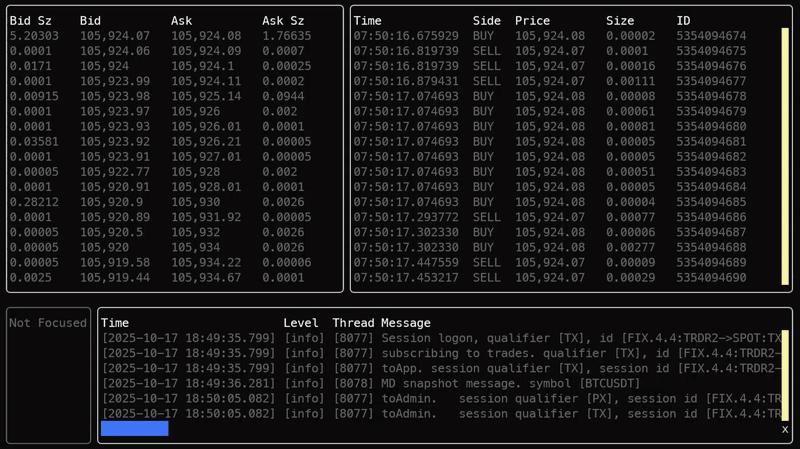 Bid Sz Bid Ask Ask Sz
5.20303 105,924.07 105,924.08 1.76635
0.0001 105,924.06 105,924.09 0.0007
0.0171 105,924 105,924.1 0.00025
0.0001 105,923.99 105,924.11 0.0002
0.00915 105,923.98 105,925.14 0.0944
0.0001 105,923.97 105,926 0.002
0.0001 105,923.93 105,926.01 0.0001
0.03581 105,923.92 105,926.21 0.00005
0.0001 105,923.91 105,927.01 0.00005
0.00005 105,922.77 105,928 0.002
0.0001 105,920.91 105,928.01 0.0001
0.28212 105,920.9 105,930 0.0026
0.0001 105,920.89 105,931.92 0.00005
0.00005 105,920.5 105,932 0.0026
0.00005 105,920 105,934 0.0026
0.00005 105,919.58 105,934.22 0.00006
0.0025 105,919.44 105,934.67 0.0001
Time Side Price Size ID
07:50:16.675929 BUY 105,924.08 0.00002 5354094674
07:50:16.819739 SELL 105,924.07 0.0001 5354094675
07:50:16.819739 SELL 105,924.07 0.00016 5354094676
07:50:16.879431 SELL 105,924.07 0.00111 5354094677
07:50:17.074693 BUY 105,924.08 0.00008 5354094678
07:50:17.074693 BUY 105,924.08 0.00061 5354094679
07:50:17.074693 BUY 105,924.08 0.00081 5354094680
07:50:17.074693 BUY 105,924.08 0.00005 5354094681
07:50:17.074693 BUY 105,924.08 0.00005 5354094682
07:50:17.074693 BUY 105,924.08 0.00051 5354094683
07:50:17.074693 BUY 105,924.08 0.00005 5354094684
07:50:17.074693 BUY 105,924.08 0.00004 5354094685
07:50:17.293772 SELL 105,924.07 0.00077 5354094686
07:50:17.302330 BUY 105,924.08 0.00006 5354094687
07:50:17.302330 BUY 105,924.08 0.00277 5354094688
07:50:17.447559 SELL 105,924.07 0.00009 5354094689
07:50:17.453217 SELL 105,924.07 0.00029 5354094690
Not Focused
Time Level Thread Message
[2025-10-17 18:49:35.799] [info] [8077] Session logon, qualifier [TX], id [FIX.4.4:TRDR2->SPOT:TX
[2025-10-17 18:49:35.799] [info] [8077] subscribing to trades. qualifier [TX], id [FIX.4.4:TRDR2-
[2025-10-17 18:49:35.799] [info] [8077] toApp. session qualifier [TX], session id [FIX.4.4:TRDR2-
[2025-10-17 18:49:36.281] [info] [8078] MD snapshot message. symbol [BTCUSDT]
[2025-10-17 18:50:05.082] [info] [8077] toAdmin. session qualifier [PX], session id [FIX.4.4:TR
[2025-10-17 18:50:05.082] [info] [8077] toAdmin. session qualifier [TX], session id [FIX.4.4:TR
x